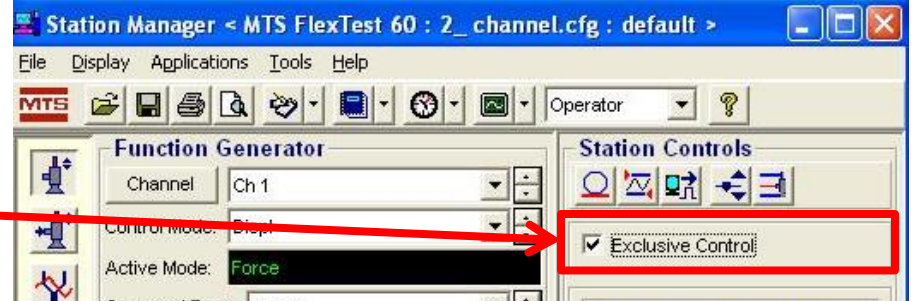 Station Manager < MTS FlexTest 60 : 2_ channel.cfg : default >
File Display Applications Tools Help
MTS Operator
Function Generator
Channel Ch 1
Control Mode: Displ
Active Mode: Force
Station Controls
Exclusive Control